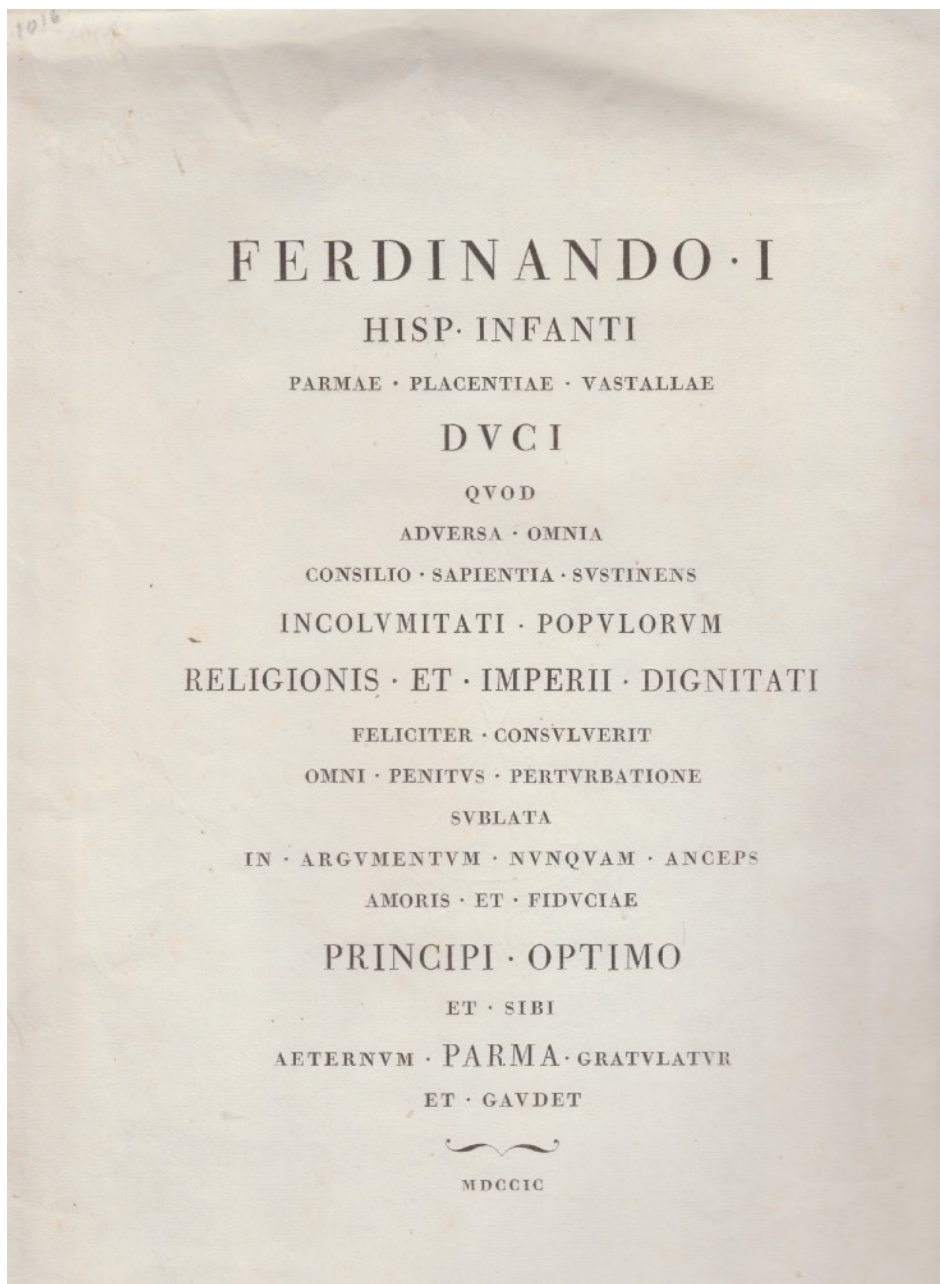 1016
FERDINANDO · I
HISP· INFANTI
PARMAE · PLACENTIAE · VASTALLAE
DVCI
QVOD
ADVERSA · OMNIA
CONSILIO · SAPIENTIA · SVSTINENS
INCOLVMITATI · POPVLORVM
RELIGIONIS · ET · IMPERII · DIGNITATI
FELICITER · CONSVLVERIT
OMNI · PENITVS · PERTVRBATIONE
SVBLATA
IN · ARGVMENTVM · NVNQVAM · ANCEPS
AMORIS · ET · FIDVCIAE
PRINCIPI · OPTIMO
ET · SIBI
AETERNVM · PARMA · GRATVLATVR
ET · GAVDET
MDCCIC